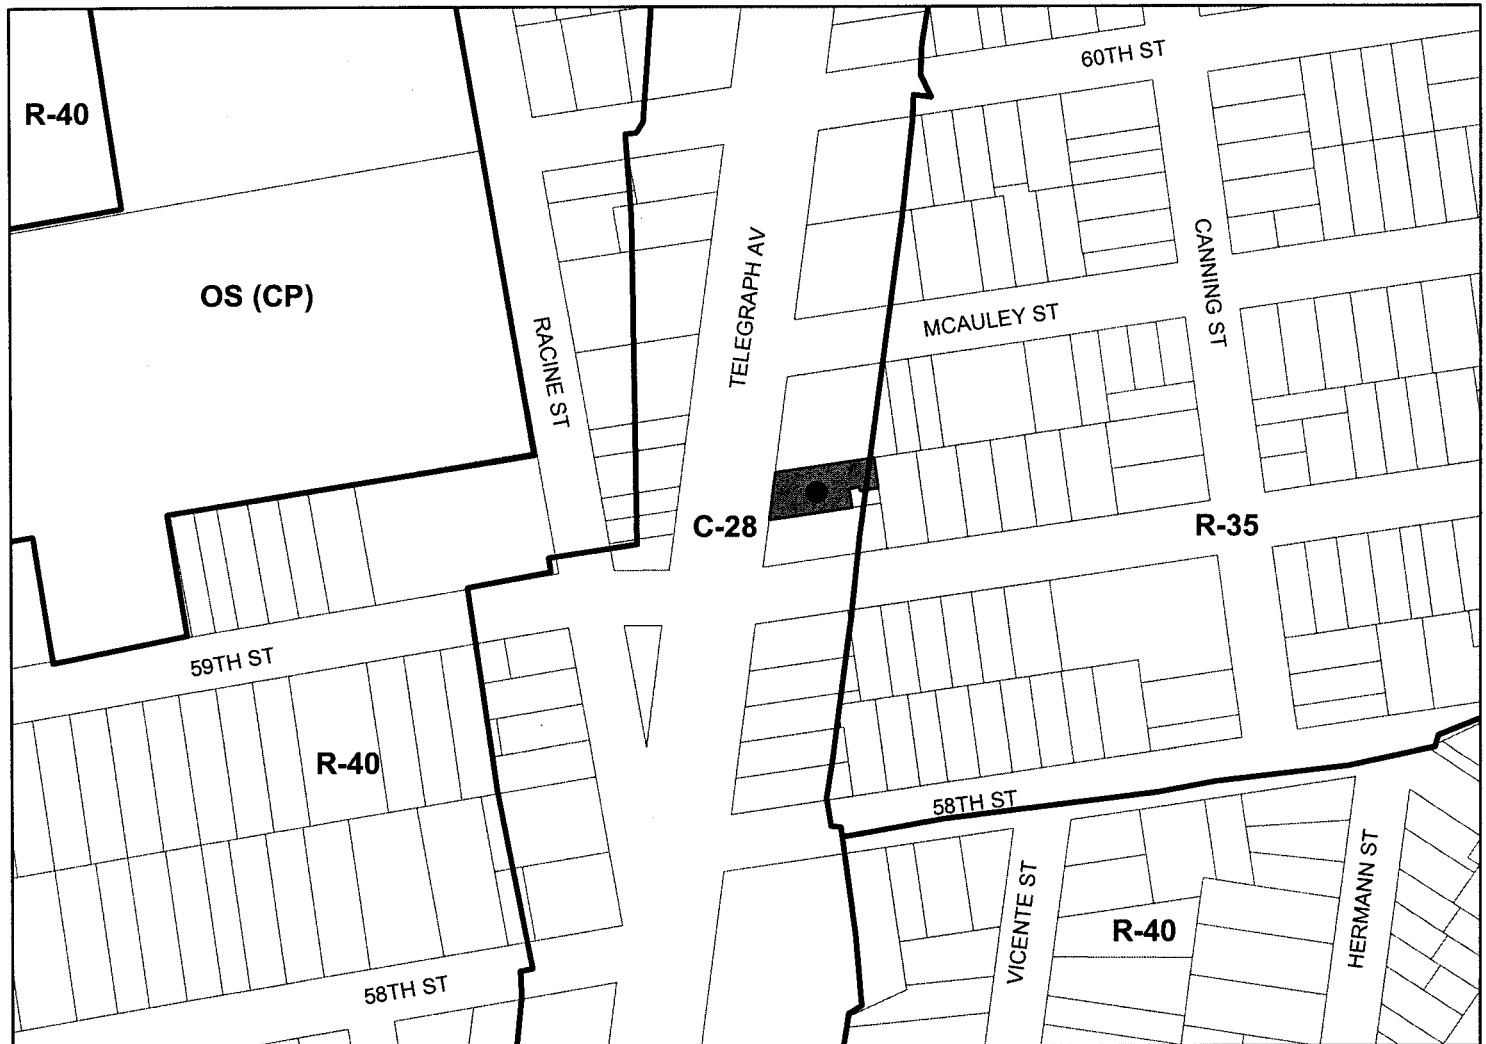 60TH ST
R-40
CANNING ST
TELEGRAPH AV
OS (CP)
MCAULEY ST
RACINE ST
C-28
R-35
59TH ST
R-40
58TH ST
HERMANN ST
VICENTE ST
R-40
58TH ST